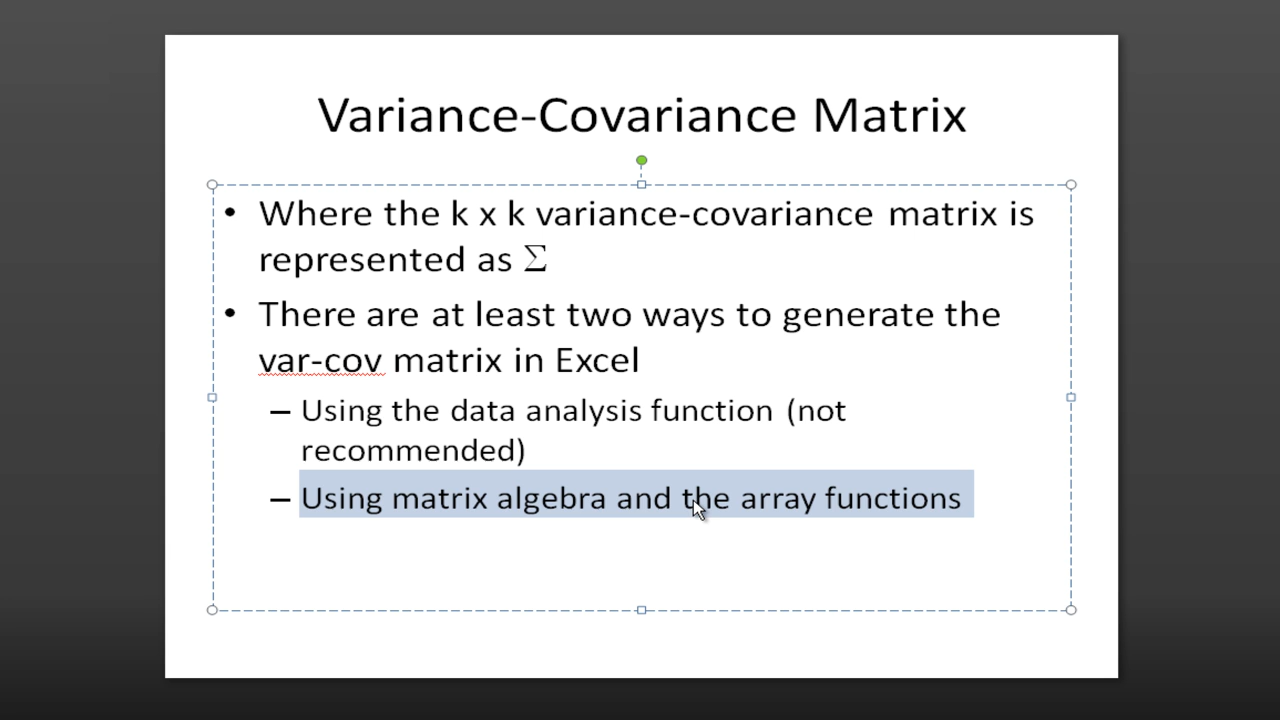 Variance-Covariance Matrix
• Where the k x k variance-covariance matrix is
represented as Σ
• There are at least two ways to generate the
var-cov matrix in Excel
– Using the data analysis function (not
recommended)
– Using matrix algebra and the array functions